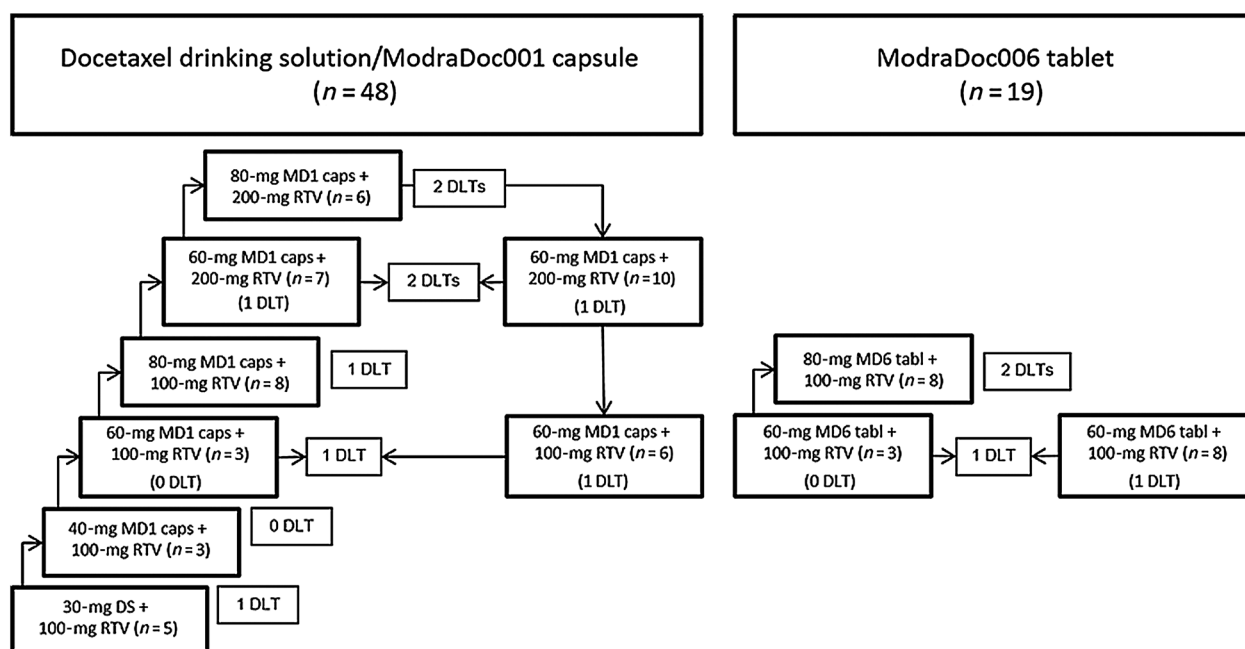 Docetaxel drinking solution/ModraDoc001 capsule
(n = 48)
ModraDoc006 tablet
(n = 19)
80-mg MD1 caps +
200-mg RTV (n = 6)
2 DLTs
60-mg MD1 caps +
200-mg RTV (n = 7)
(1 DLT)
2 DLTs
60-mg MD1 caps +
200-mg RTV (n = 10)
(1 DLT)
80-mg MD1 caps +
100-mg RTV (n = 8)
1 DLT
80-mg MD6 tabl +
100-mg RTV (n = 8)
2 DLTs
60-mg MD1 caps +
100-mg RTV (n = 3)
(0 DLT)
1 DLT
60-mg MD1 caps +
100-mg RTV (n = 6)
(1 DLT)
60-mg MD6 tabl +
100-mg RTV (n = 3)
(0 DLT)
1 DLT
60-mg MD6 tabl +
100-mg RTV (n = 8)
(1 DLT)
40-mg MD1 caps +
100-mg RTV (n = 3)
0 DLT
30-mg DS +
100-mg RTV (n = 5)
1 DLT